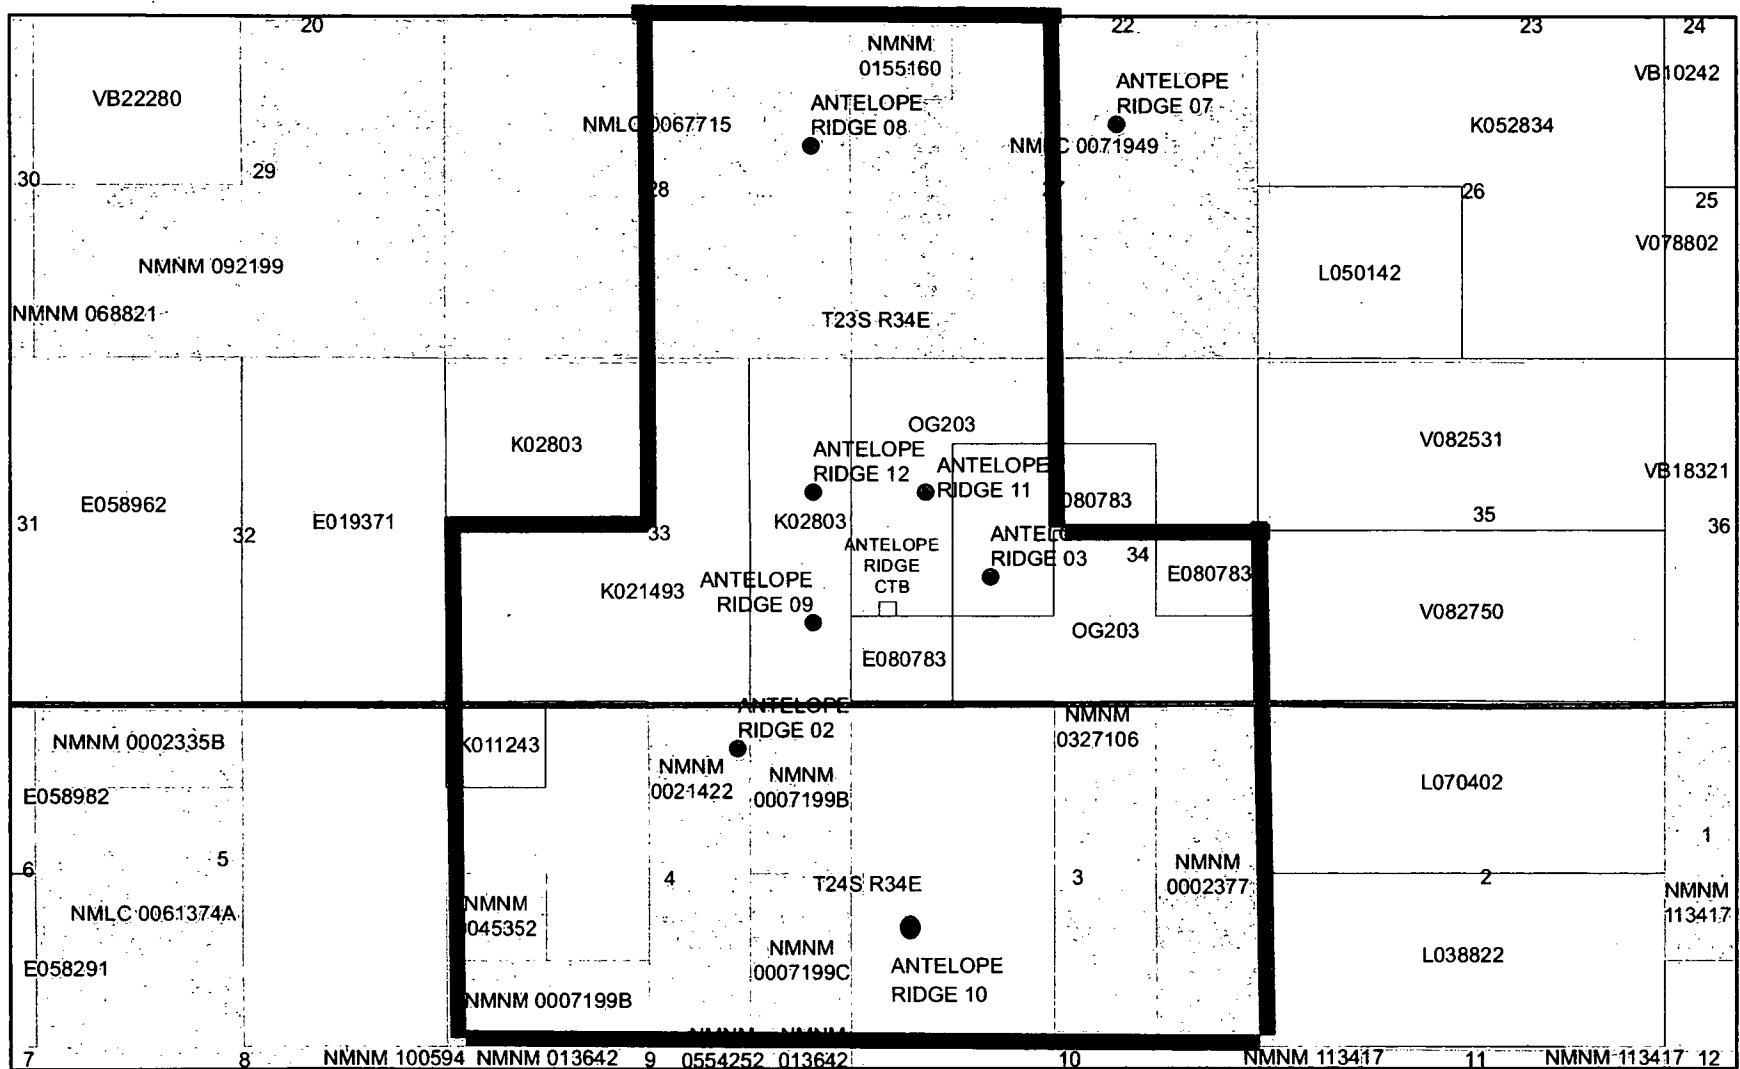 20
22
23
24
NMNM
0155160
VB10242
ANTELOPE
RIDGE 07
VB22280
ANTELOPE
RIDGE 08
NMLC 0067715
K052834
NMLC 0071949
29
30
28
27
26
25
V078802
NMNM 092199
L050142
NMNM 068821
T23S R34E
OG203
K02803
V082531
ANTELOPE
RIDGE 12
ANTELOPE
RIDGE 11
VB18321
080783
E058962
E019371
K02803
31
32
33
35
36
ANTELOPE
RIDGE
CTB
RIDGE 03
34
E080783
ANTELOPE
RIDGE 09
K021493
V082750
OG203
E080783
ANTELOPE
RIDGE 02
NMNM
0327106
NMNM 0002335B
K011243
NMNM
0021422
NMNM
0007199B
L070402
E058982
1
5
6
4
3
2
T24S R34E
NMNM
0002377
NMNM
113417
NMNM
045352
NMLC 0061374A
NMNM
0007199C
ANTELOPE
RIDGE 10
L038822
E058291
NMNM 0007199B
NMNM NMNM
7
8
NMNM 100594
NMNM 013642
9
0554252
013642
10
NMNM 113417
11
NMNM 113417
12